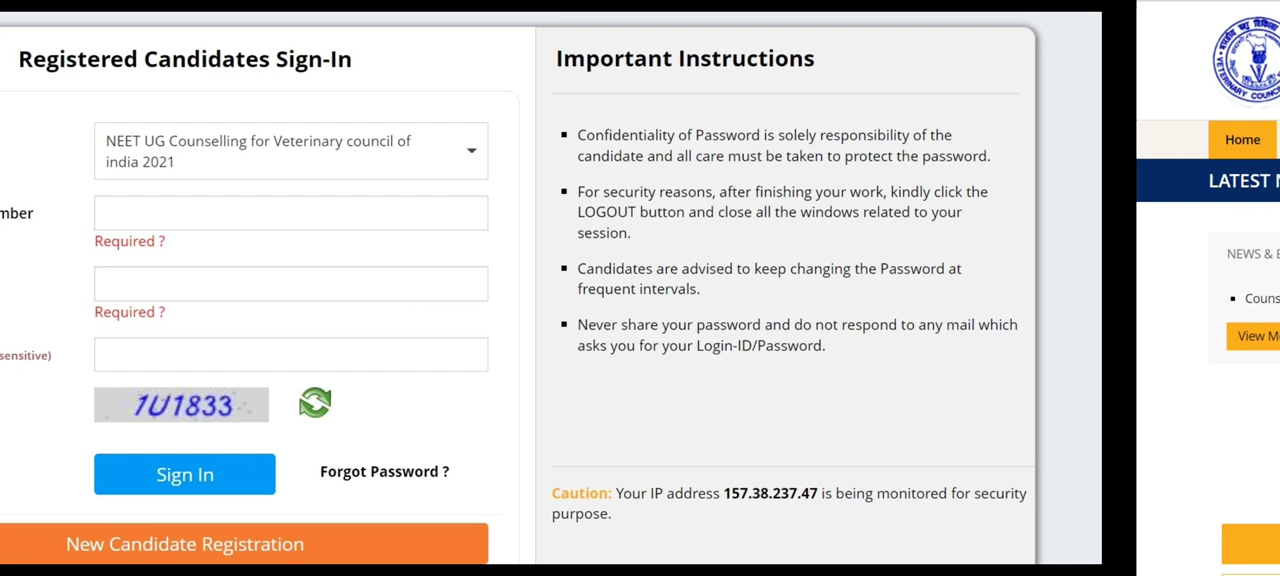 Registered Candidates Sign-In
NEET UG Counselling for Veterinary council of
india 2021
mber
Required ?
Required ?
sensitive)
1U1833
Sign In
Forgot Password ?
New Candidate Registration
Important Instructions
Confidentiality of Password is solely responsibility of the
candidate and all care must be taken to protect the password.
For security reasons, after finishing your work, kindly click the
LOGOUT button and close all the windows related to your
session.
Candidates are advised to keep changing the Password at
frequent intervals.
Never share your password and do not respond to any mail which
asks you for your Login-ID/Password.
Caution: Your IP address 157.38.237.47 is being monitored for security
purpose.
VETERINARY COUNC
Home
LATEST
NEWS & E
Couns
View Mo